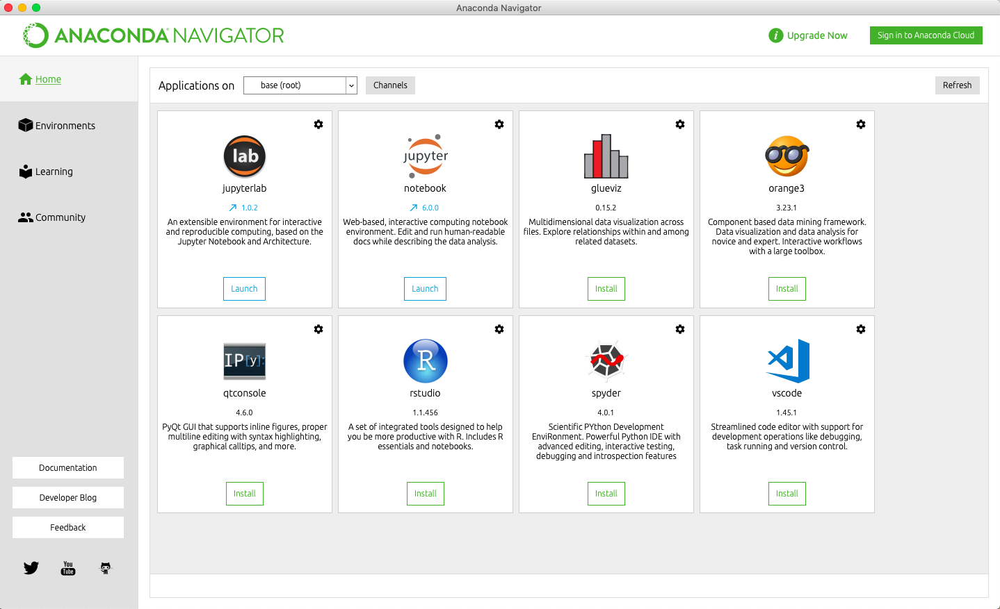 Anaconda Navigator
ANACONDA NAVIGATOR
i Upgrade Now
Sign in to Anaconda Cloud
Home
Environments
Learning
Community
Documentation
Developer Blog
Feedback
You
Tube
Applications on
base (root)
Channels
Refresh
lab
jupyterlab
1.0.2
An extensible environment for interactive
and reproducible computing, based on the
Jupyter Notebook and Architecture.
Launch
jupyter
notebook
6.0.0
Web-based, interactive computing notebook
environment. Edit and run human-readable
docs while describing the data analysis.
Launch
glueviz
0.15.2
Multidimensional data visualization across
files. Explore relationships within and among
related datasets.
Install
orange3
3.23.1
Component based data mining framework.
Data visualization and data analysis for
novice and expert. Interactive workflows
with a large toolbox.
Install
IP[y]:
qtconsole
4.6.0
PyQt GUI that supports inline figures, proper
multiline editing with syntax highlighting,
graphical calltips, and more.
Install
R
rstudio
1.1.456
A set of integrated tools designed to help
you be more productive with R. Includes R
essentials and notebooks.
Install
spyder
4.0.1
Scientific PYthon Development
EnviRonment. Powerful Python IDE with
advanced editing, interactive testing,
debugging and introspection features
Install
vscode
1.45.1
Streamlined code editor with support for
development operations like debugging,
task running and version control.
Install